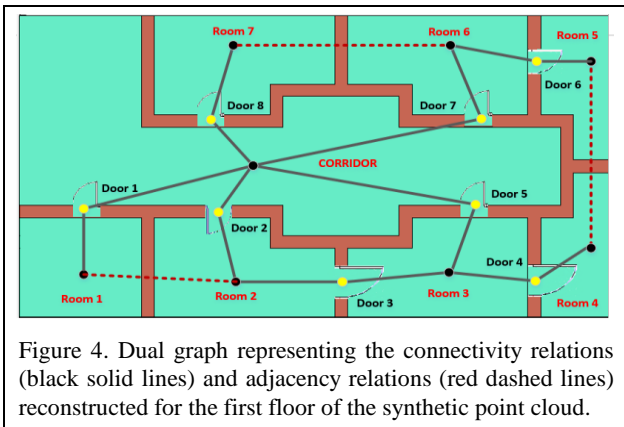 Room 7
Room 6
Room 5
Door 8
Door 7
Door 6
CORRIDOR
Door 1
Door 2
Door 5
Door 4
Room 1
Room 2
Door 3
Room 3
Room 4
Figure 4. Dual graph representing the connectivity relations
(black solid lines) and adjacency relations (red dashed lines)
reconstructed for the first floor of the synthetic point cloud.